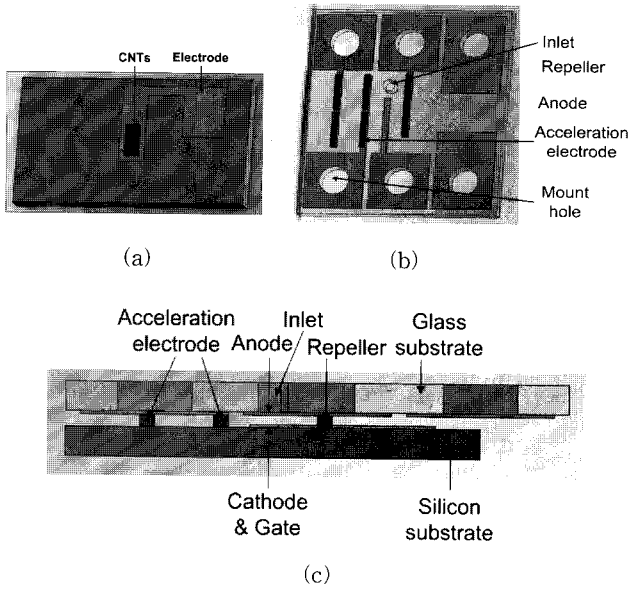 CNTs
Electrode
(a)
Inlet
Repeller
Anode
Acceleration
electrode
Mount
hole
(b)
Acceleration
electrode
Anode
Inlet
Repeller
Glass
substrate
Cathode
& Gate
Silicon
substrate
(c)